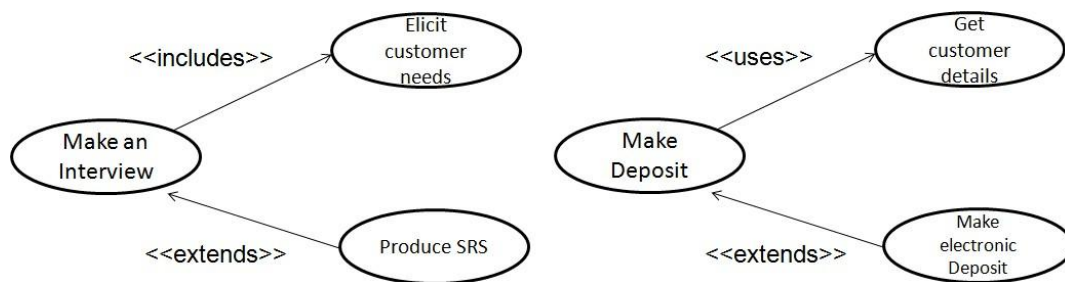 Elicit
customer
needs
<<includes>>
Make an
Interview
<<extends>>
Produce SRS
Get
customer
details
<<uses>>
Make
Deposit
<<extends>>
Make
electronic
Deposit